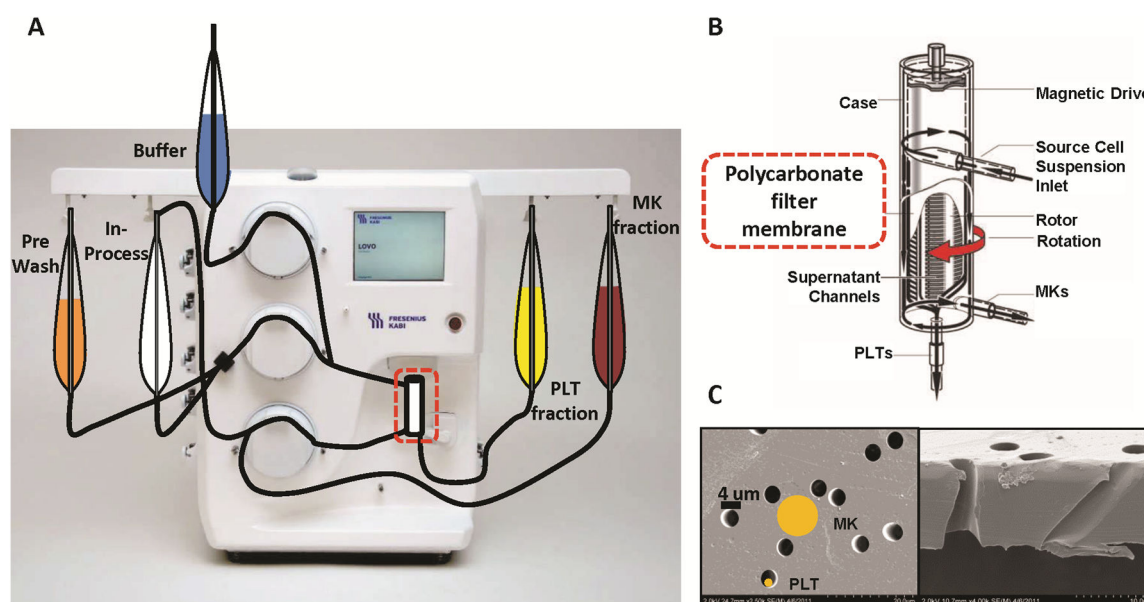 A
Buffer
Pre
Wash
In-
Process
FRESENIUS
KABI
LOVO
FRESENIUS
KABI
PLT
fraction
MK
fraction
B
Case
Magnetic Drive
Source Cell
Suspension
Inlet
Polycarbonate
filter
membrane
Rotor
Rotation
Supernatant
Channels
MKs
PLTs
C
4 um
MK
PLT